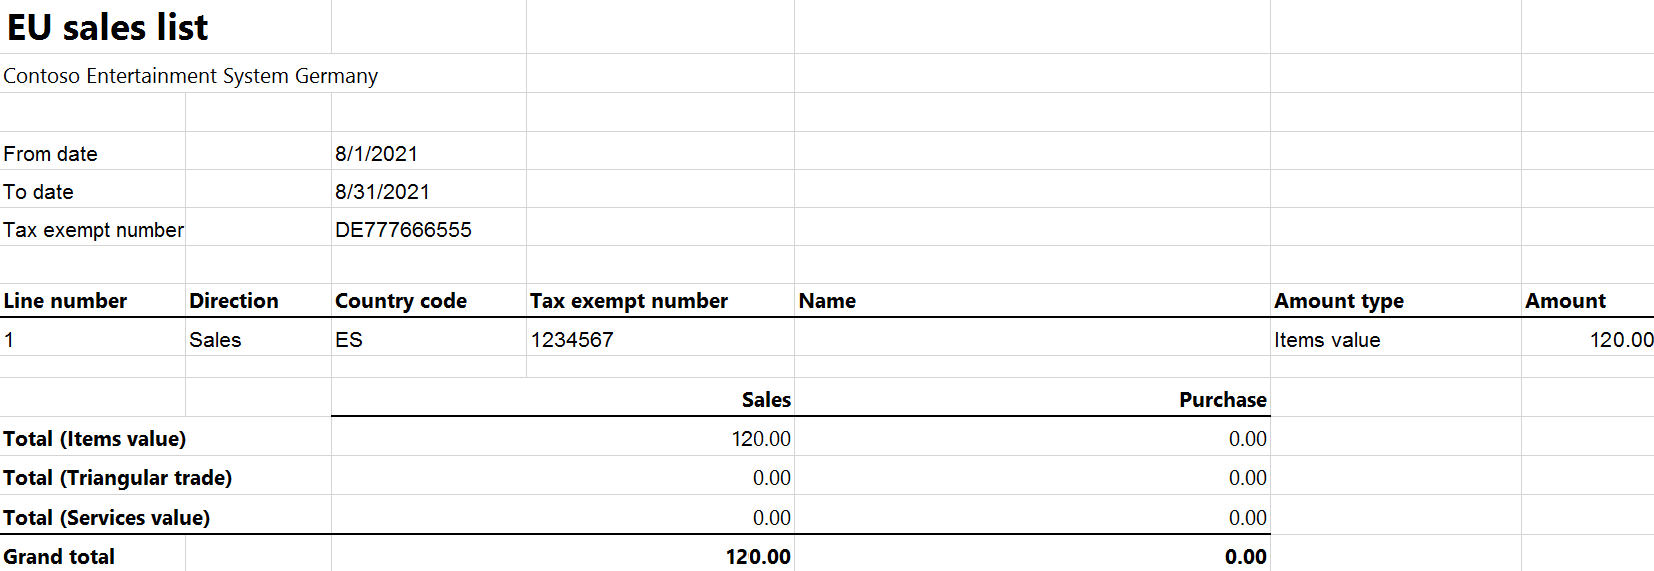 EU sales list
Contoso Entertainment System Germany
From date 8/1/2021
To date 8/31/2021
Tax exempt number DE777666555
Line number Direction Country code Tax exempt number Name Amount type Amount
1 Sales ES 1234567 Items value 120.00
Sales Purchase
Total (Items value) 120.00 0.00
Total (Triangular trade) 0.00 0.00
Total (Services value) 0.00 0.00
Grand total 120.00 0.00